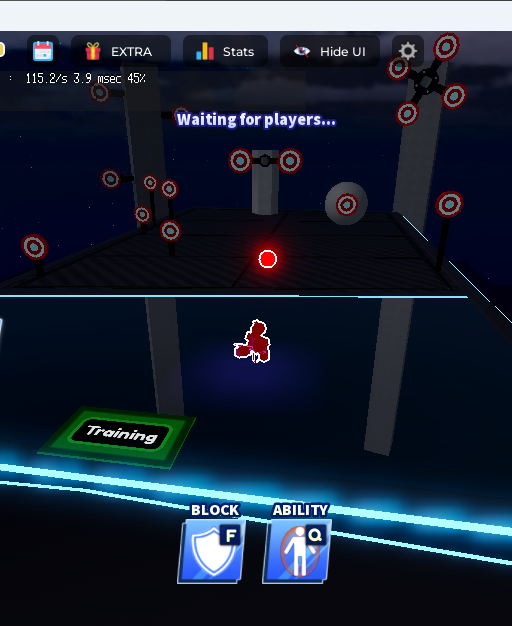 EXTRA
Stats
Hide UI
: 115.2/s 3.9 msec 45%
Waiting for players...
Training
BLOCK
ABILITY
F
Q